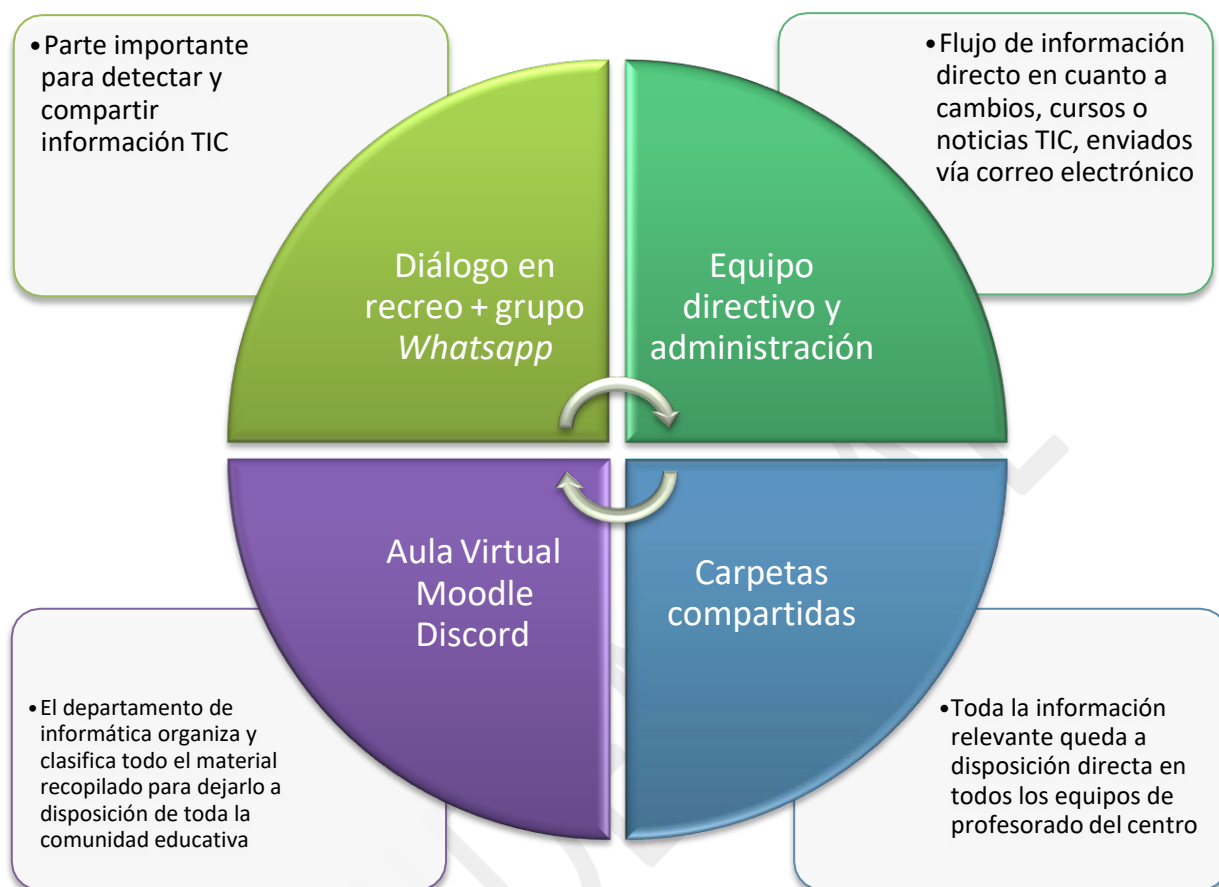 •Parte importante
para detectar y
compartir
información TIC
•Flujo de información
directo en cuanto a
cambios, cursos o
noticias TIC, enviados
vía correo electrónico
Diálogo en
recreo + grupo
Whatsapp
Equipo
directivo y
administración
Aula Virtual
Moodle
Discord
Carpetas
compartidas
•El departamento de
informática organiza y
clasifica todo el material
recopilado para dejarlo a
disposición de toda la
comunidad educativa
•Toda la información
relevante queda a
disposición directa en
todos los equipos de
profesorado del centro